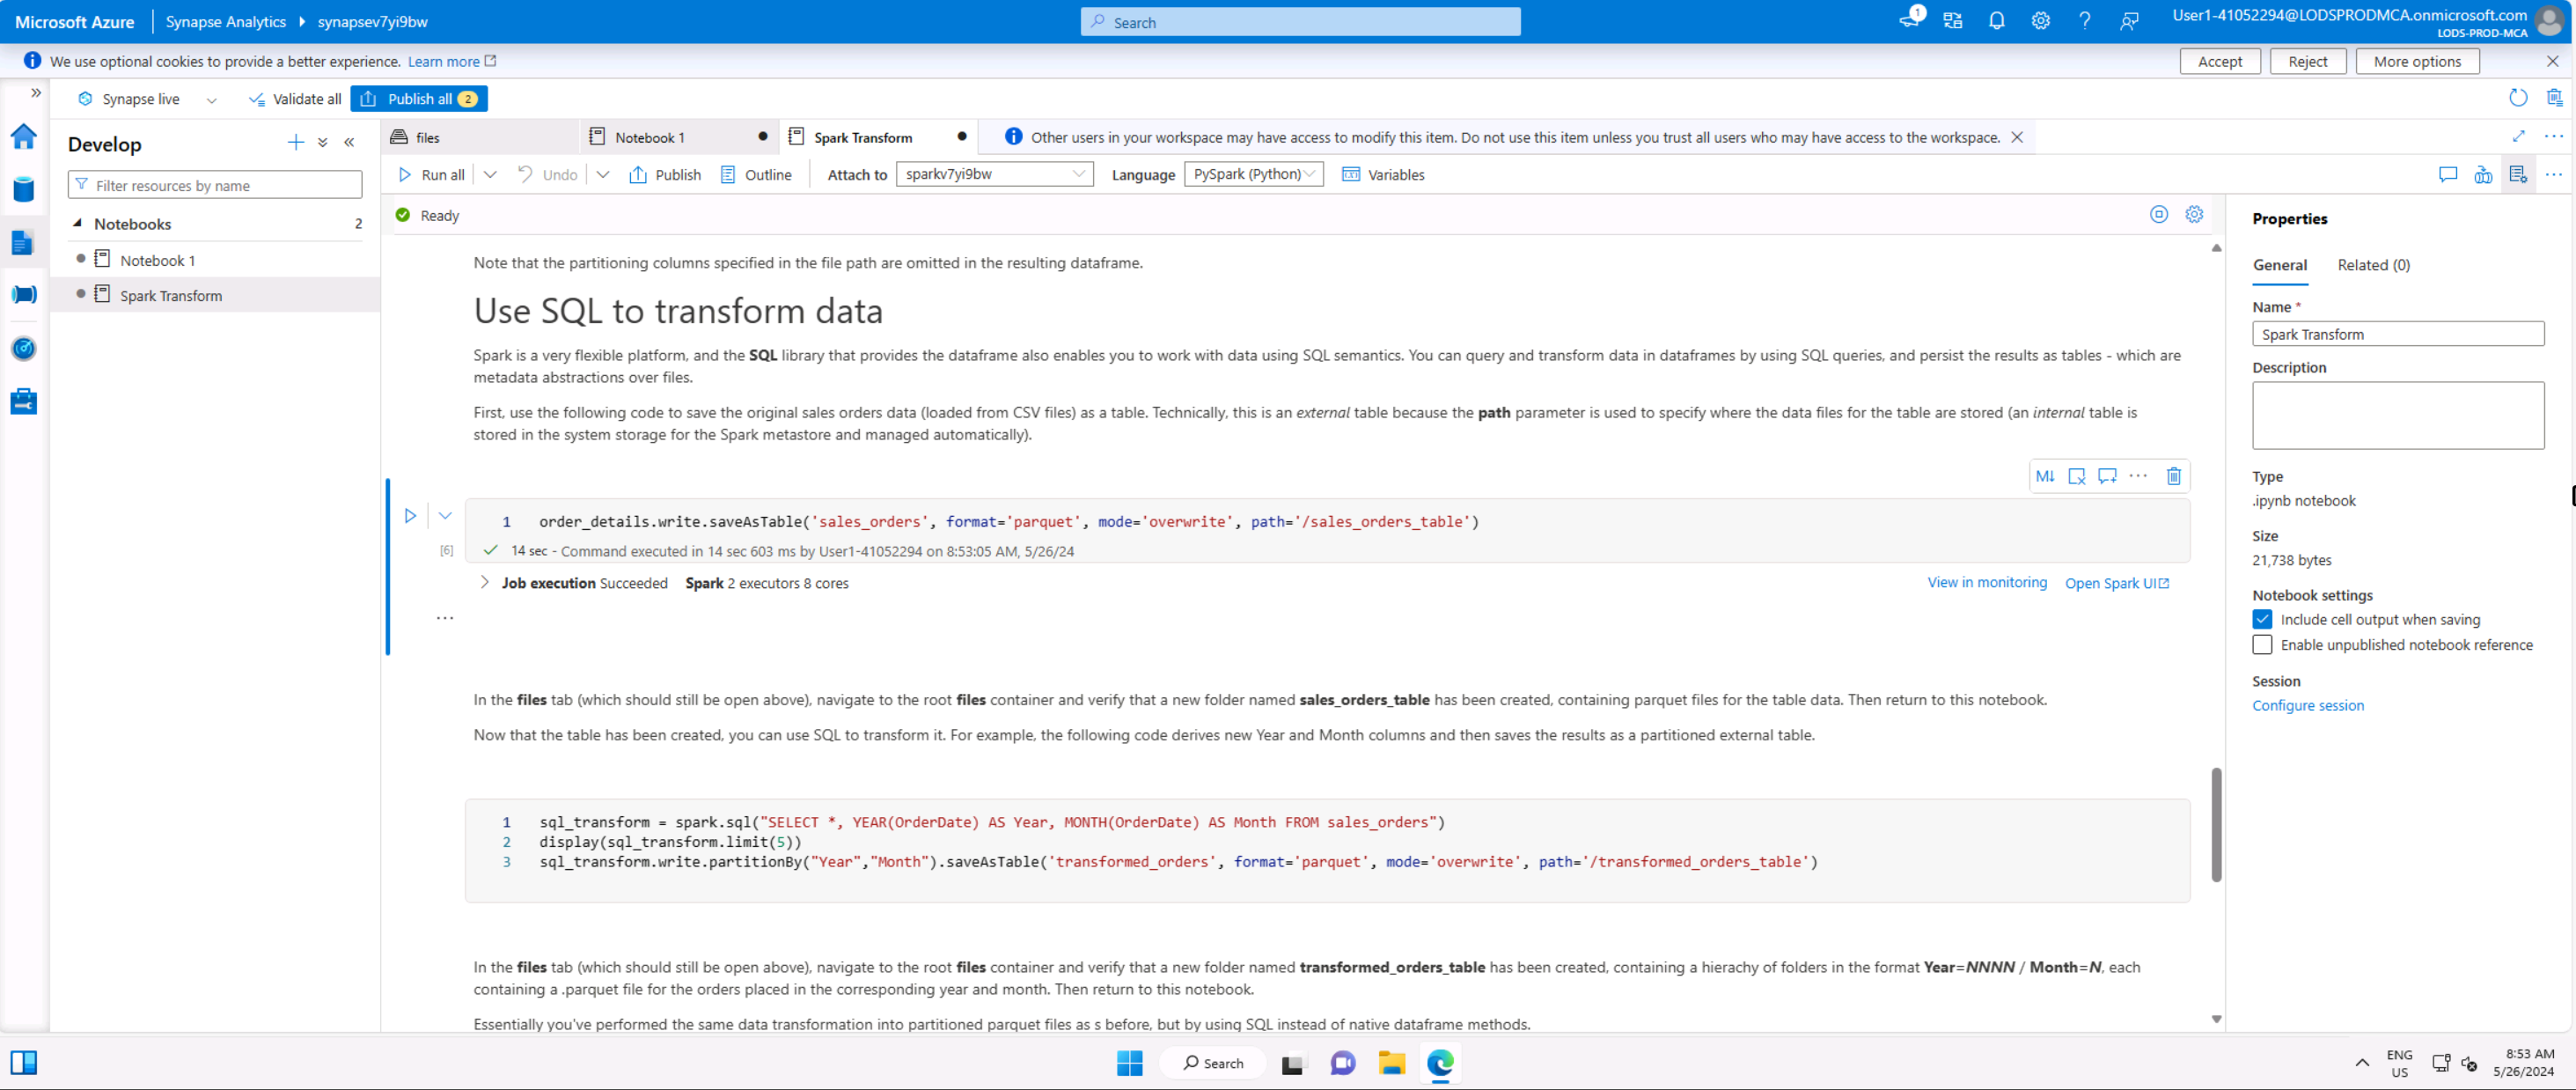 Microsoft Azure
Synapse Analytics
synapsev7yi9bw
Search
1
User1-41052294@LODSPRODMCA.onmicrosoft.com
LODS-PROD-MCA
We use optional cookies to provide a better experience. Learn more
Accept
Reject
More options
Synapse live
Validate all
Publish all 2
Develop
files
Notebook 1
Spark Transform
Other users in your workspace may have access to modify this item. Do not use this item unless you trust all users who may have access to the workspace.
Filter resources by name
Run all
Undo
Publish
Outline
Attach to
sparkv7yi9bw
Language
PySpark (Python)
Variables
Notebooks 2
Notebook 1
Spark Transform
Ready
Note that the partitioning columns specified in the file path are omitted in the resulting dataframe.
Use SQL to transform data
Spark is a very flexible platform, and the SQL library that provides the dataframe also enables you to work with data using SQL semantics. You can query and transform data in dataframes by using SQL queries, and persist the results as tables - which are
metadata abstractions over files.
First, use the following code to save the original sales orders data (loaded from CSV files) as a table. Technically, this is an external table because the path parameter is used to specify where the data files for the table are stored (an internal table is
stored in the system storage for the Spark metastore and managed automatically).
M↓
1 order_details.write.saveAsTable('sales_orders', format='parquet', mode='overwrite', path='/sales_orders_table')
[6]
14 sec - Command executed in 14 sec 603 ms by User1-41052294 on 8:53:05 AM, 5/26/24
Job execution Succeeded Spark 2 executors 8 cores
View in monitoring
Open Spark UI
In the files tab (which should still be open above), navigate to the root files container and verify that a new folder named sales_orders_table has been created, containing parquet files for the table data. Then return to this notebook.
Now that the table has been created, you can use SQL to transform it. For example, the following code derives new Year and Month columns and then saves the results as a partitioned external table.
1 sql_transform = spark.sql("SELECT *, YEAR(OrderDate) AS Year, MONTH(OrderDate) AS Month FROM sales_orders")
2 display(sql_transform.limit(5))
3 sql_transform.write.partitionBy("Year","Month").saveAsTable('transformed_orders', format='parquet', mode='overwrite', path='/transformed_orders_table')
In the files tab (which should still be open above), navigate to the root files container and verify that a new folder named transformed_orders_table has been created, containing a hierachy of folders in the format Year=NNNN / Month=N, each
containing a .parquet file for the orders placed in the corresponding year and month. Then return to this notebook.
Essentially you've performed the same data transformation into partitioned parquet files as s before, but by using SQL instead of native dataframe methods.
Properties
General
Related (0)
Name *
Spark Transform
Description
Type
.ipynb notebook
Size
21,738 bytes
Notebook settings
Include cell output when saving
Enable unpublished notebook reference
Session
Configure session
Search
ENG
US
8:53 AM
5/26/2024